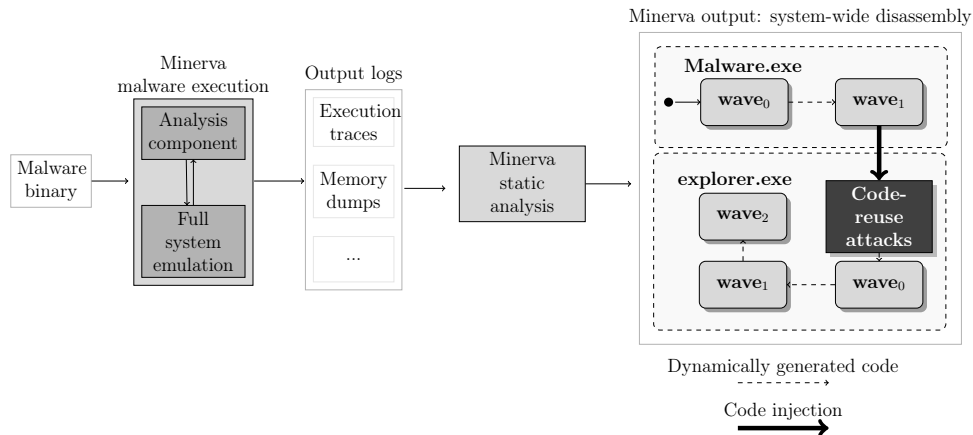 Minerva output: system-wide disassembly
Minerva
malware execution
Output logs
Malware
binary
Analysis
component
Full
system
emulation
Execution
traces
Memory
dumps
...
Minerva
static
analysis
Malware.exe
wave0
wave1
explorer.exe
Code-
reuse
attacks
wave2
wave1
wave0
Dynamically generated code
Code injection